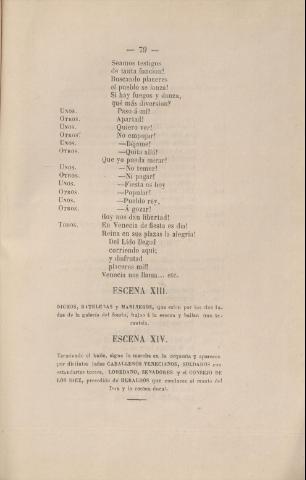 — 79 —
Seamos testigos
de tanta funcion!
Buscando placeres
el pueblo se lanza!
Si hay fuegos y danza,
qué más diversion?
UNOS. Paso á mí!
OTROS. Apartad!
UNOS. Quiero ver!
OTROS. No empujar!
UNOS. —Déjeme!
OTROS. —Quita allá!
Que yo pueda mirar!
UNOS. —No temer!
OTROS. —Ni pagar!
UNOS. —Fiesta es hoy
OTROS. —Popular!
UNOS. —Pueblo rey,
OTROS. —Á gozar!
Hoy nos dan libertad!
TODOS. En Venecia de fiesta es dia!
Reina en sus plazas la alegría!
Del Lido llegad
corriendo aquí;
y disfrutad
placeres mil!
Venecia nos llama... etc.
ESCENA XIII.
DICHOS, BATELERAS y MARINEROS, que salen por los dos la-
dos de la galería del fondo, bajan á la escena y bailan una ta-
rantela.
ESCENA XIV.
Terminado el baile, sigue la marcha en la orquesta y aparecen
por distintos lados CABALLEROS VENECIANOS, SOLDADOS con
estandartes turcos, LOREDANO, SENADORES y el CONSEJO DE
LOS DIEZ, precedido de HERALDOS que conducen el manto del
Dux y la corona ducal.